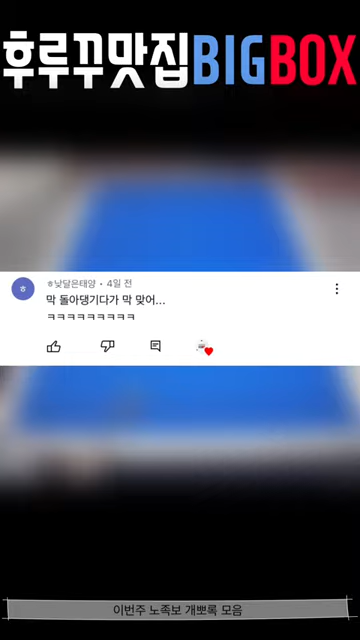 후루꾸맛집BIGBOX
ㅎ낮달은태양 • 4일 전
막 돌아댕기다가 막 맞어...
ㅋㅋㅋㅋㅋㅋㅋㅋㅋ
이번주 노족보 개뽀록 모음